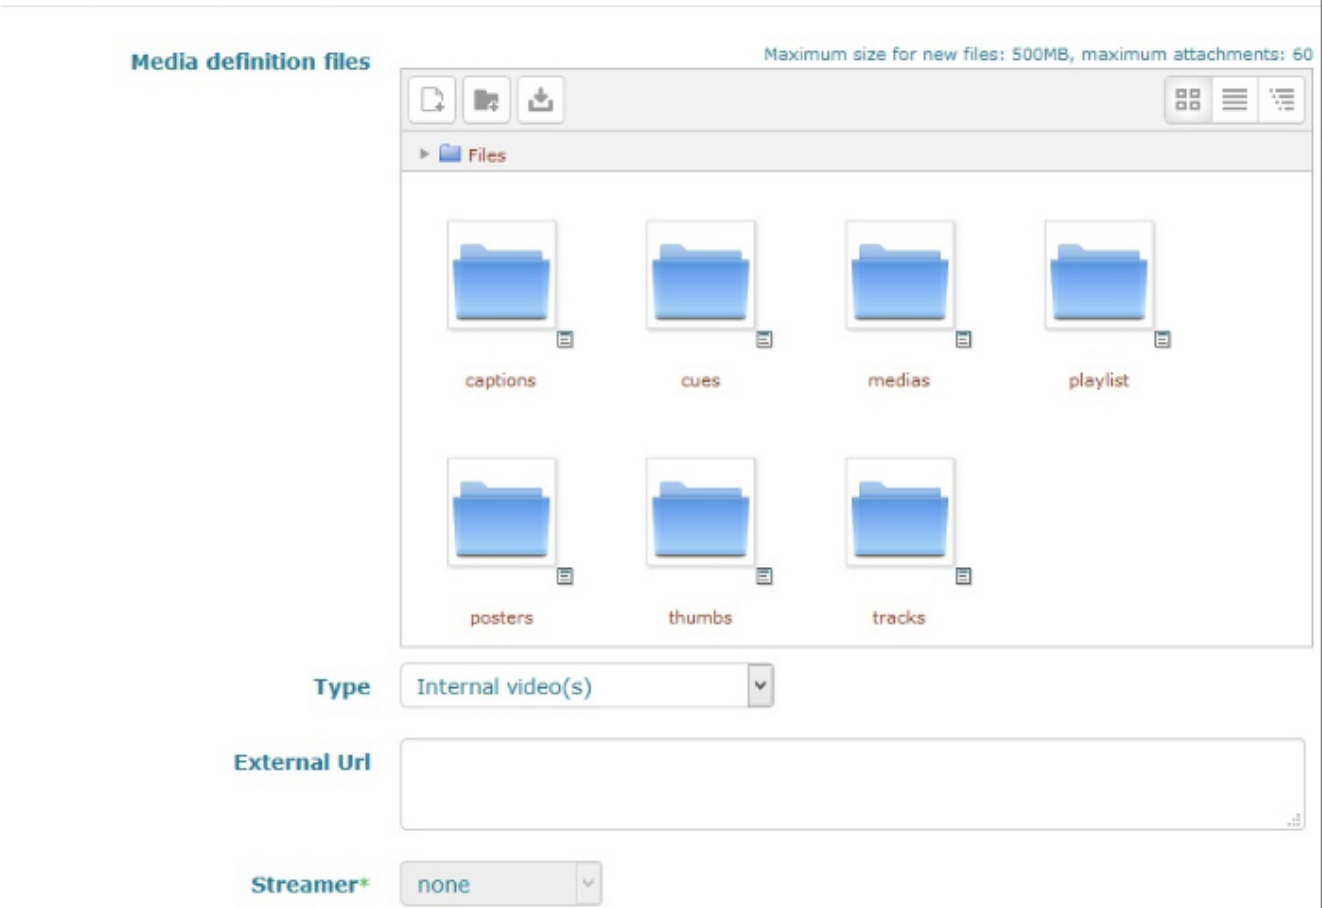 Media definition files
Maximum size for new files: 500MB, maximum attachments: 60
Files
captions cues medias playlist
posters thumbs tracks
Type Internal video(s)
External Url
Streamer* none